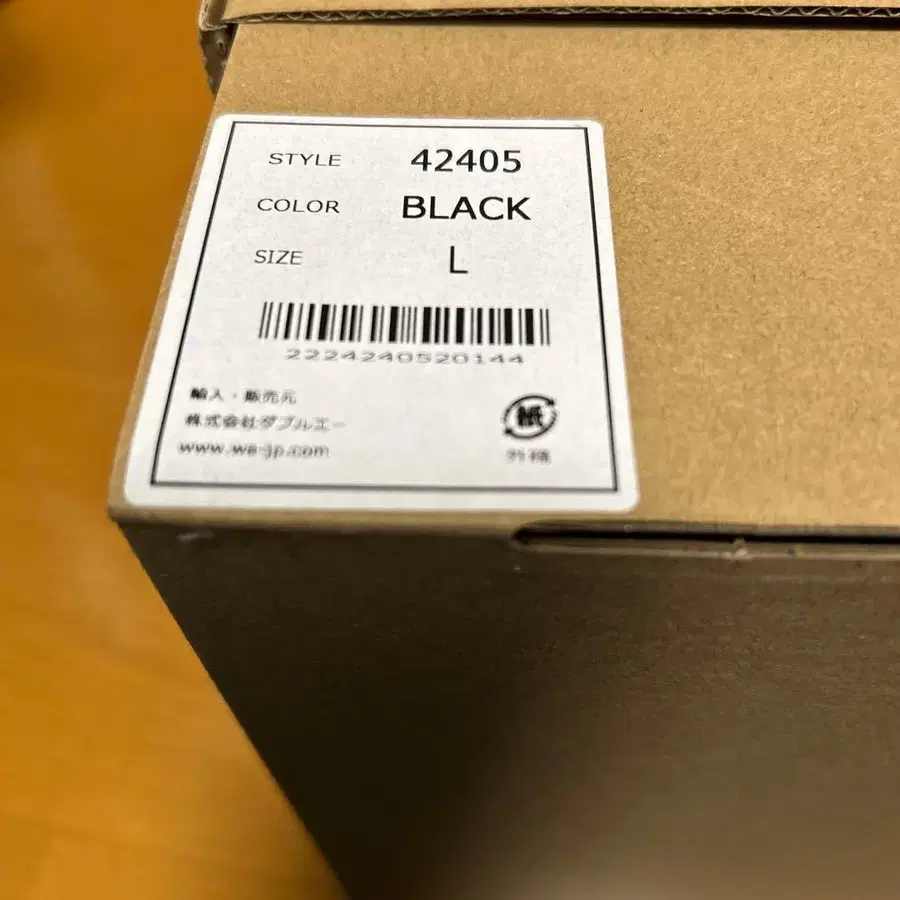 STYLE 42405
COLOR BLACK
SIZE L
2224240520144
輸入・販売元
株式会社ダブルエー
www.wa-jp.com
紙
外箱